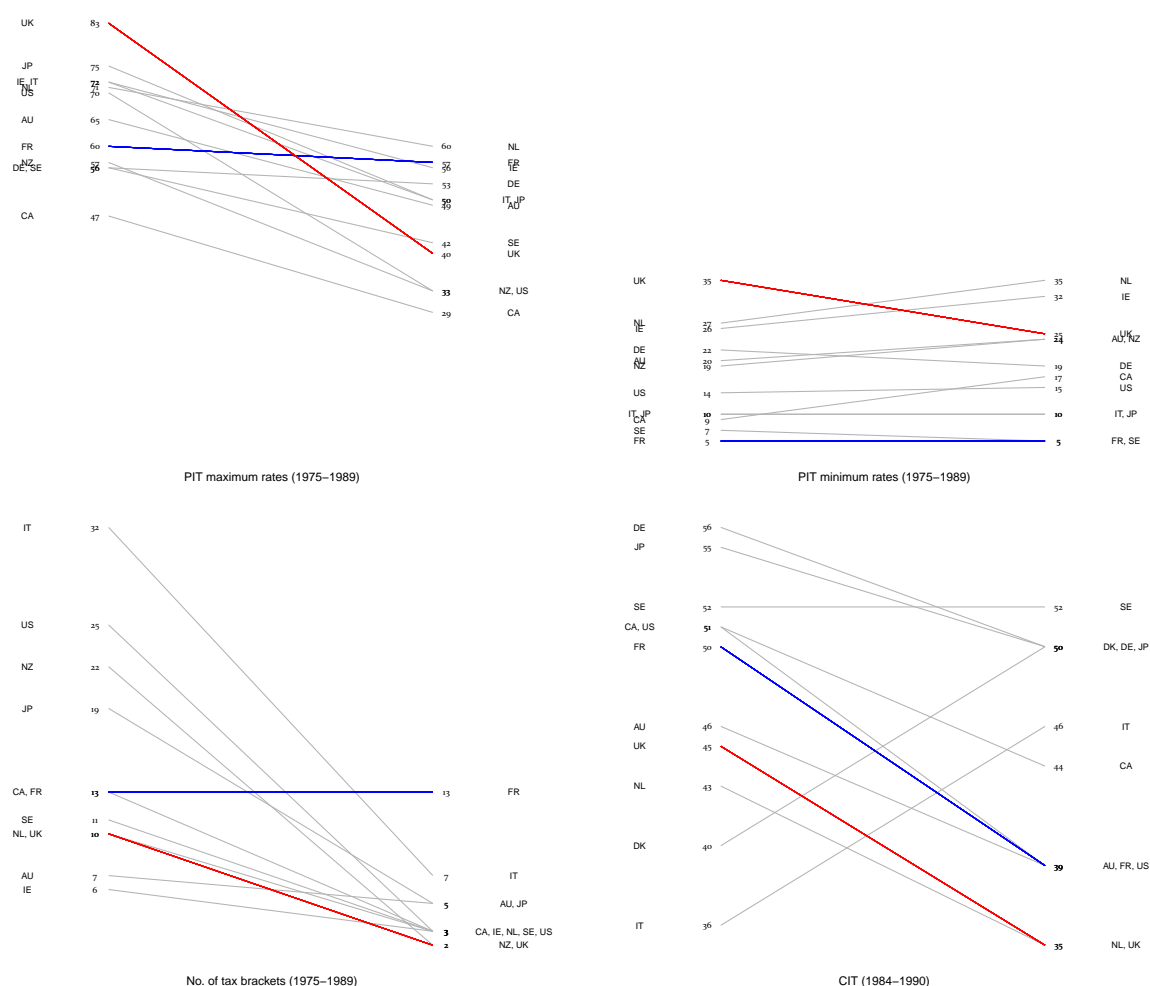 UK 83
JP 75
IE, IT 72
NL 71
US 70
AU 65
FR 60
NZ 57
DE, SE 56
CA 47
60 NL
57 FR
56 IE
53 DE
50 IT, JP
49 AU
42 SE
40 UK
33 NZ, US
29 CA
PIT maximum rates (1975–1989)
UK 35
NL 27
IE 26
DE 22
AU 20
NZ 19
US 14
IT, JP 10
CA 9
SE 7
FR 5
35 NL
32 IE
25 UK
24 AU, NZ
19 DE
17 CA
15 US
10 IT, JP
5 FR, SE
PIT minimum rates (1975–1989)
IT 32
US 25
NZ 22
JP 19
CA, FR 13
SE 11
NL, UK 10
AU 7
IE 6
13 FR
7 IT
5 AU, JP
3 CA, IE, NL, SE, US
2 NZ, UK
No. of tax brackets (1975–1989)
DE 56
JP 55
SE 52
CA, US 51
FR 50
AU 46
UK 45
NL 43
DK 40
IT 36
52 SE
50 DK, DE, JP
46 IT
44 CA
39 AU, FR, US
35 NL, UK
CIT (1984–1990)